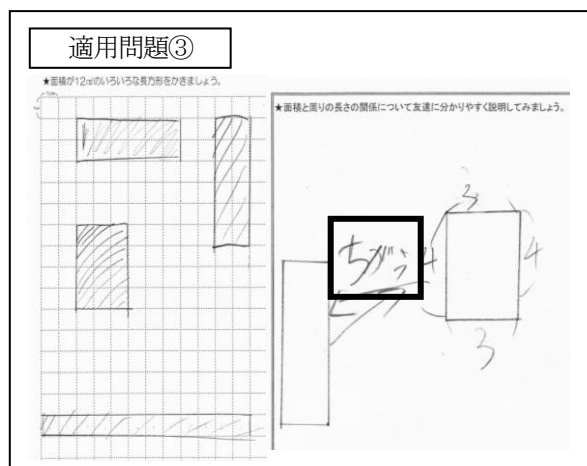 適用問題③
★面積が12㎠のいろいろな長方形をかきましょう。
★面積と周りの長さの関係について友達に分かりやすく説明してみましょう。
3
ちがう
4
4
3